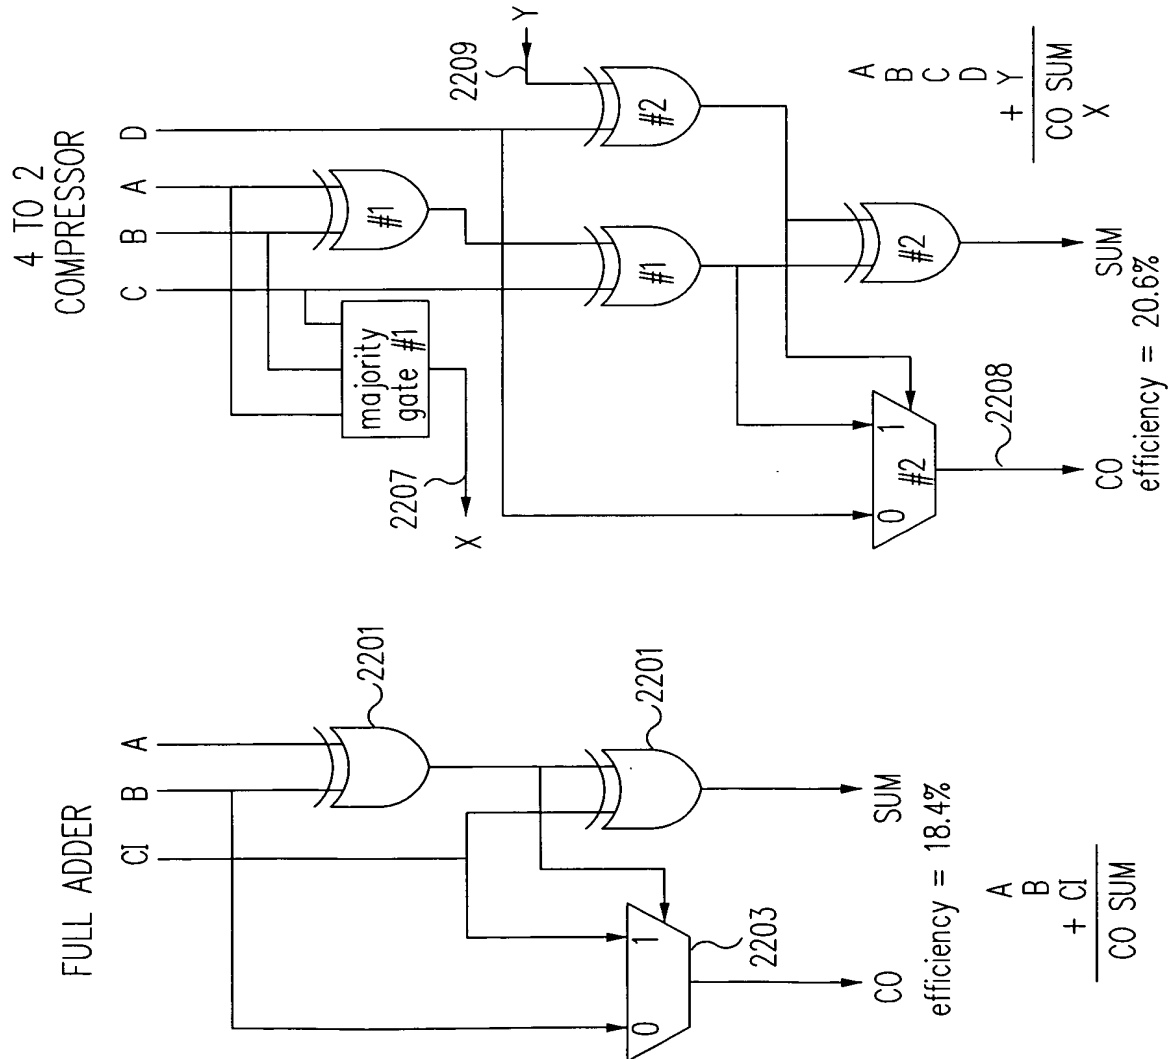 FULL ADDER
CI B A
2201
2201
0 1
2203
CO SUM
efficiency = 18.4%
A
B
+ CI
CO SUM
4 TO 2
COMPRESSOR
C B A D
Y
2209
#1
majority
gate #1
2207
X
#1
#2
0 1
#2
#2
2208
CO SUM
efficiency = 20.6%
A
B
C
D
+ Y
CO SUM
X